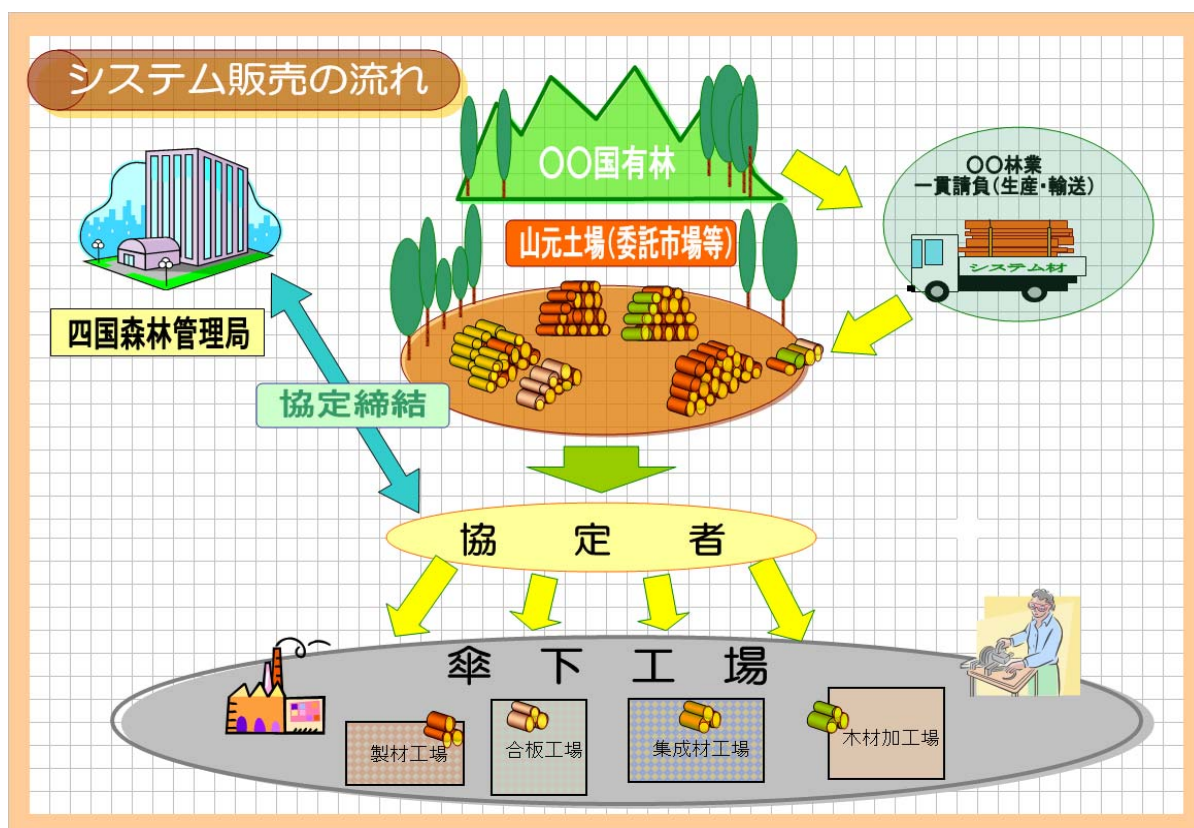 システム販売の流れ
〇〇国有林
〇〇林業
一貫請負(生産・輸送)
システム材
山元土場(委託市場等)
四国森林管理局
協定締結
協定者
傘下工場
製材工場
合板工場
集成材工場
木材加工場